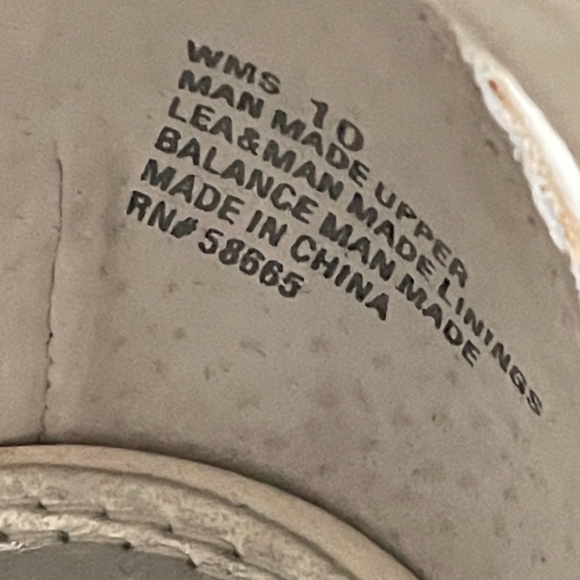 WMS 10
MAN MADE UPPER
LEA&MAN MADE LININGS
BALANCE MAN MADE
MADE IN CHINA
RN# 58665